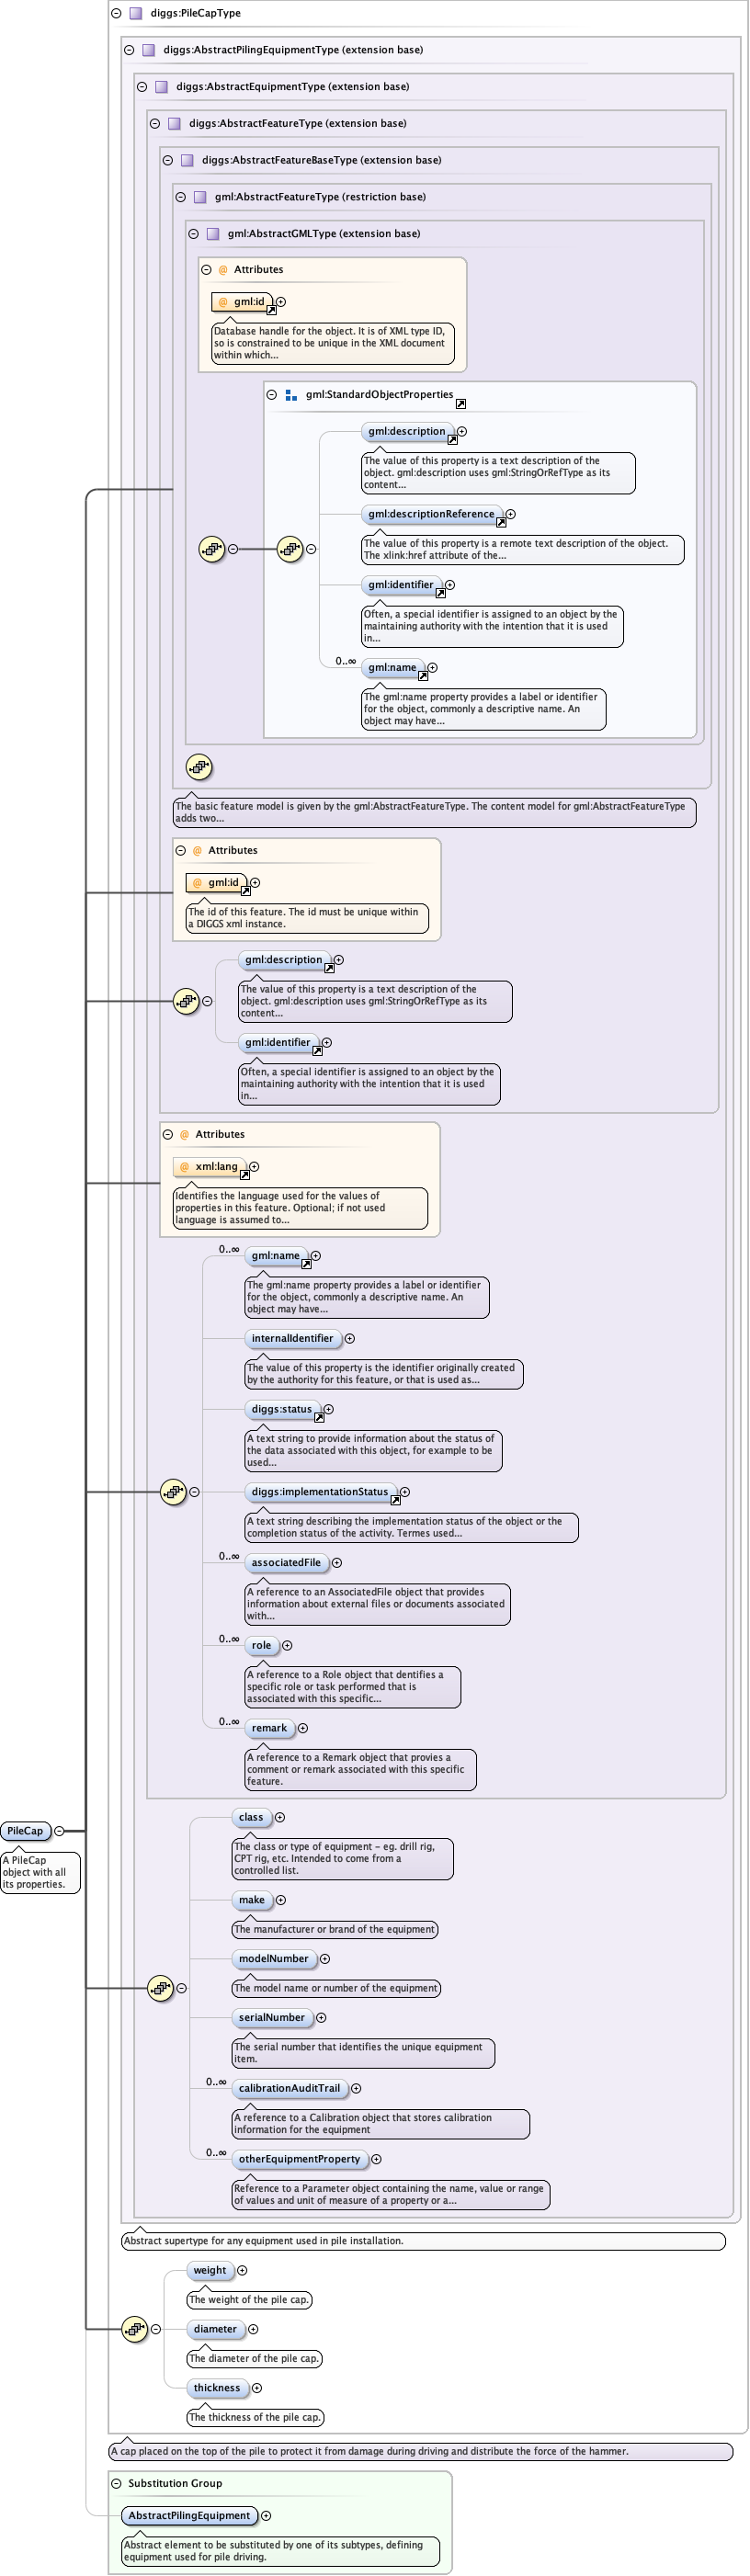 diggs:PileCapType
diggs:AbstractPilingEquipmentType (extension base)
diggs:AbstractEquipmentType (extension base)
diggs:AbstractFeatureType (extension base)
diggs:AbstractFeatureBaseType (extension base)
gml:AbstractFeatureType (restriction base)
gml:AbstractGMLType (extension base)
@ Attributes
@ gml:id
Database handle for the object. It is of XML type ID,
so is constrained to be unique in the XML document
within which...
gml:StandardObjectProperties
gml:description
The value of this property is a text description of the
object. gml:description uses gml:StringOrRefType as its
content...
gml:descriptionReference
The value of this property is a remote text description of the object.
The xlink:href attribute of the...
gml:identifier
Often, a special identifier is assigned to an object by the
maintaining authority with the intention that it is used
in...
0..∞
gml:name
The gml:name property provides a label or identifier
for the object, commonly a descriptive name. An
object may have...
The basic feature model is given by the gml:AbstractFeatureType. The content model for gml:AbstractFeatureType
adds two...
@ Attributes
@ gml:id
The id of this feature. The id must be unique within
a DIGGS xml instance.
gml:description
The value of this property is a text description of the
object. gml:description uses gml:StringOrRefType as its
content...
gml:identifier
Often, a special identifier is assigned to an object by the
maintaining authority with the intention that it is used
in...
@ Attributes
@ xml:lang
Identifies the language used for the values of
properties in this feature. Optional; if not used
language is assumed to...
0..∞
gml:name
The gml:name property provides a label or identifier
for the object, commonly a descriptive name. An
object may have...
internalIdentifier
The value of this property is the identifier originally created
by the authority for this feature, or that is used as...
diggs:status
A text string to provide information about the status of
the data associated with this object, for example to be
used...
diggs:implementationStatus
A text string describing the implementation status of the object or the
completion status of the activity. Termes used...
0..∞
associatedFile
A reference to an AssociatedFile object that provides
information about external files or documents associated
with...
0..∞
role
A reference to a Role object that dentifies a
specific role or task performed that is
associated with this specific...
0..∞
remark
A reference to a Remark object that provies a
comment or remark associated with this specific
feature.
class
PileCap
The class or type of equipment – eg. drill rig,
CPT rig, etc. Intended to come from a
controlled list.
A PileCap
object with all
its properties.
make
The manufacturer or brand of the equipment
modelNumber
The model name or number of the equipment
serialNumber
The serial number that identifies the unique equipment
item.
0..∞
calibrationAuditTrail
A reference to a Calibration object that stores calibration
information for the equipment
0..∞
otherEquipmentProperty
Reference to a Parameter object containing the name, value or range
of values and unit of measure of a property or a...
Abstract supertype for any equipment used in pile installation.
weight
The weight of the pile cap.
diameter
The diameter of the pile cap.
thickness
The thickness of the pile cap.
A cap placed on the top of the pile to protect it from damage during driving and distribute the force of the hammer.
Substitution Group
AbstractPilingEquipment
Abstract element to be substituted by one of its subtypes, defining
equipment used for pile driving.